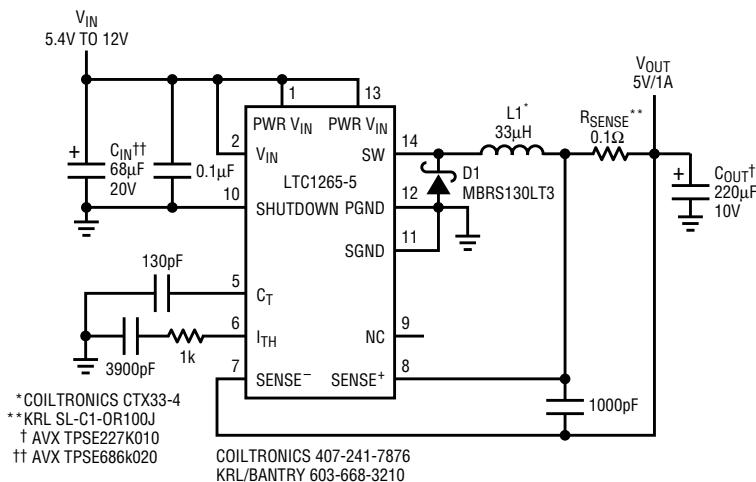 VIN
5.4V TO 12V
1
13
PWR VIN
PWR VIN
2
VIN
LTC1265-5
SW
14
L1*
33µH
RSENSE**
0.1Ω
VOUT
5V/1A
+
CIN††
68µF
20V
0.1µF
D1
MBRS130LT3
+
COUT†
220µF
10V
10
SHUTDOWN
PGND
12
SGND
11
130pF
5
CT
3900pF
1k
6
ITH
NC
9
7
SENSE–
SENSE+
8
1000pF
*COILTRONICS CTX33-4
**KRL SL-C1-OR100J
† AVX TPSE227K010
†† AVX TPSE686k020
COILTRONICS 407-241-7876
KRL/BANTRY 603-668-3210